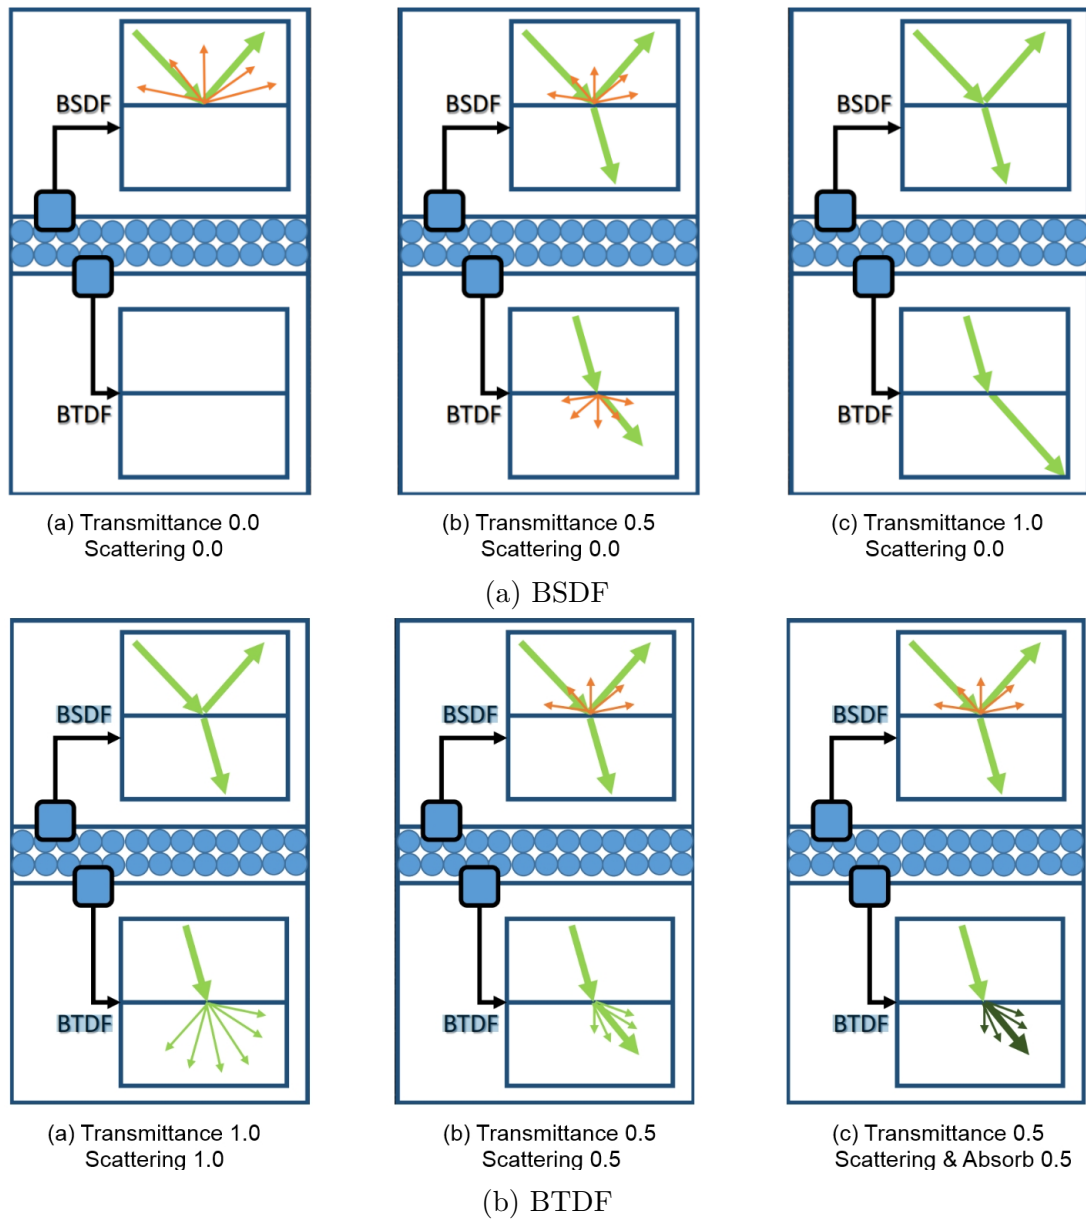 BSDF
BSDF
BSDF
BTDF
BTDF
BTDF
(a) Transmittance 0.0
Scattering 0.0
(b) Transmittance 0.5
Scattering 0.0
(c) Transmittance 1.0
Scattering 0.0
(a) BSDF
BSDF
BSDF
BSDF
BTDF
BTDF
BTDF
(a) Transmittance 1.0
Scattering 1.0
(b) Transmittance 0.5
Scattering 0.5
(c) Transmittance 0.5
Scattering & Absorb 0.5
(b) BTDF